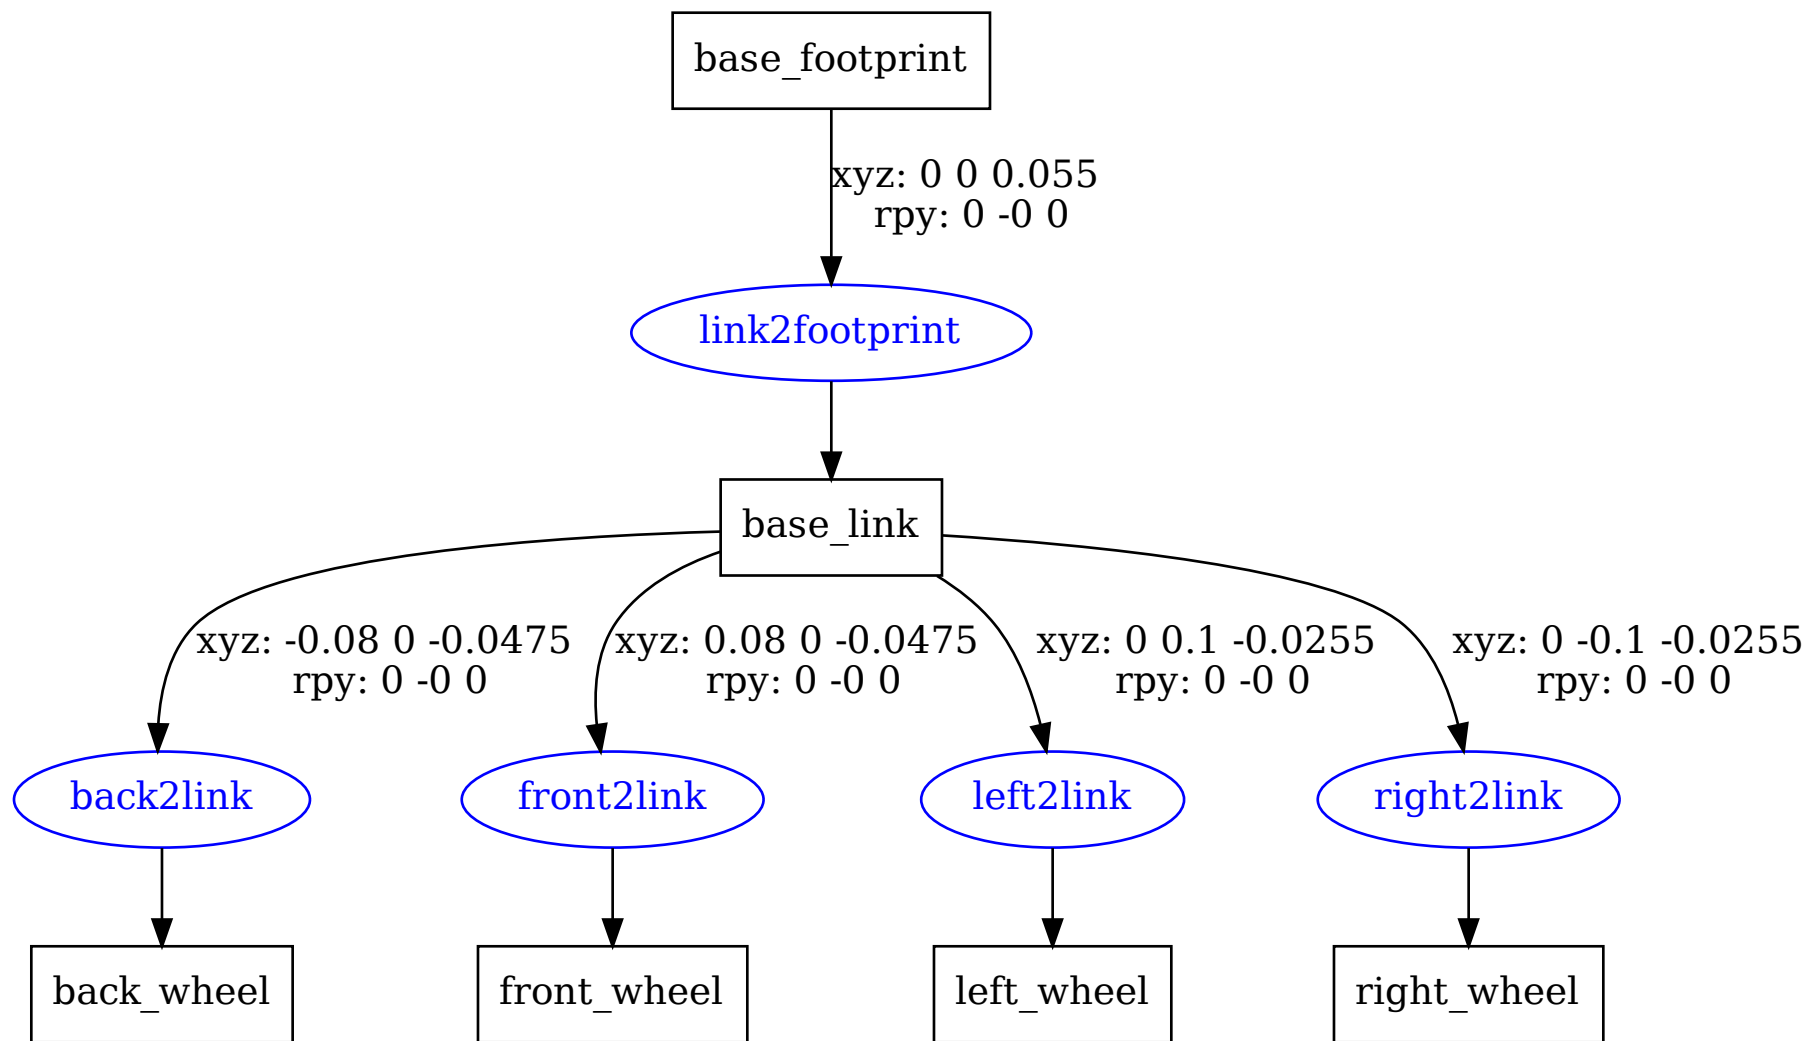 base_footprint
xyz: 0 0 0.055
rpy: 0 -0 0
link2footprint
base_link
xyz: -0.08 0 -0.0475
rpy: 0 -0 0
xyz: 0.08 0 -0.0475
rpy: 0 -0 0
xyz: 0 0.1 -0.0255
rpy: 0 -0 0
xyz: 0 -0.1 -0.0255
rpy: 0 -0 0
back2link
front2link
left2link
right2link
back_wheel
front_wheel
left_wheel
right_wheel